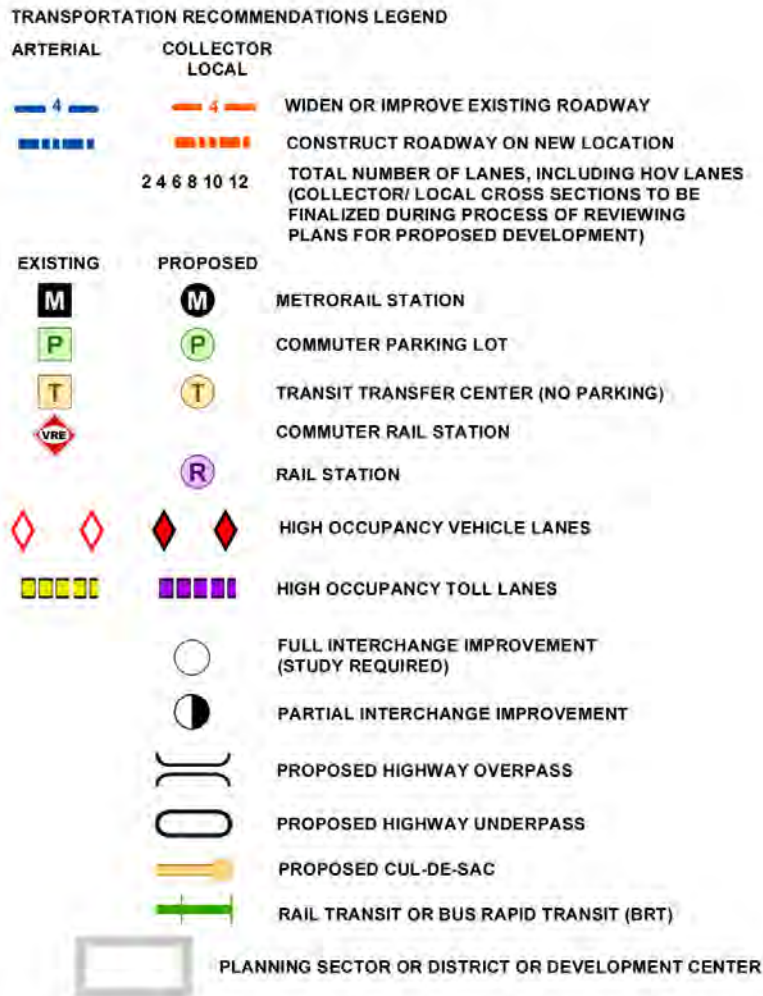 TRANSPORTATION RECOMMENDATIONS LEGEND
ARTERIAL COLLECTOR
LOCAL
4 4 WIDEN OR IMPROVE EXISTING ROADWAY
CONSTRUCT ROADWAY ON NEW LOCATION
2 4 6 8 10 12 TOTAL NUMBER OF LANES, INCLUDING HOV LANES
(COLLECTOR/ LOCAL CROSS SECTIONS TO BE
FINALIZED DURING PROCESS OF REVIEWING
PLANS FOR PROPOSED DEVELOPMENT)
EXISTING PROPOSED
M M METRORAIL STATION
P P COMMUTER PARKING LOT
T T TRANSIT TRANSFER CENTER (NO PARKING)
VRE COMMUTER RAIL STATION
R RAIL STATION
HIGH OCCUPANCY VEHICLE LANES
HIGH OCCUPANCY TOLL LANES
FULL INTERCHANGE IMPROVEMENT
(STUDY REQUIRED)
PARTIAL INTERCHANGE IMPROVEMENT
PROPOSED HIGHWAY OVERPASS
PROPOSED HIGHWAY UNDERPASS
PROPOSED CUL-DE-SAC
RAIL TRANSIT OR BUS RAPID TRANSIT (BRT)
PLANNING SECTOR OR DISTRICT OR DEVELOPMENT CENTER